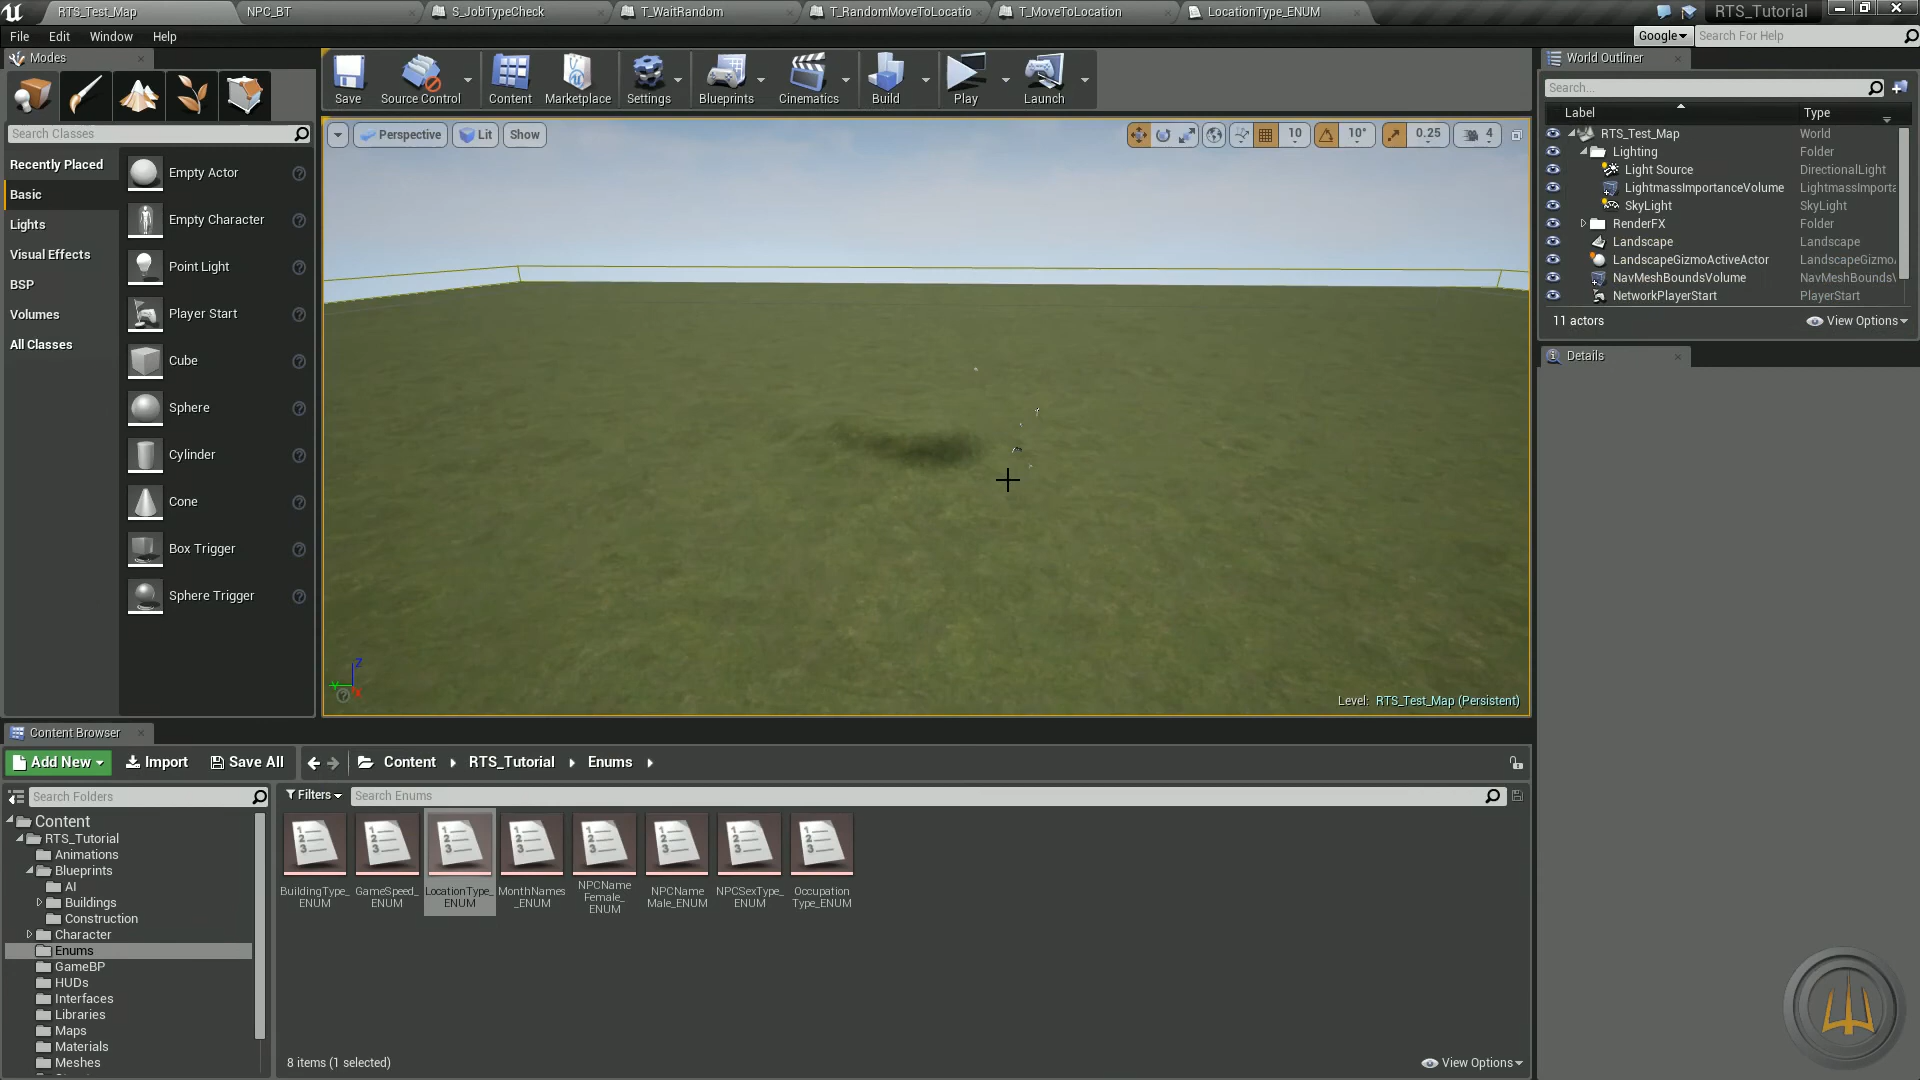 RTS_Test_Map
NPC_BT
S_JobTypeCheck
T_WaitRandom
T_RandomMoveToLocatio
T_MoveToLocation
LocationType_ENUM
RTS_Tutorial
File
Edit
Window
Help
Google
Search For Help
Modes
Save
Source Control
Content
Marketplace
Settings
Blueprints
Cinematics
Build
Play
Launch
Search Classes
Recently Placed
Basic
Lights
Visual Effects
BSP
Volumes
All Classes
Empty Actor
Empty Character
Point Light
Player Start
Cube
Sphere
Cylinder
Cone
Box Trigger
Sphere Trigger
Perspective
Lit
Show
10
10°
0.25
4
Z
Y
X
Level: RTS_Test_Map (Persistent)
World Outliner
Search...
Label
Type
RTS_Test_Map World
Lighting Folder
Light Source DirectionalLight
LightmassImportanceVolume LightmassImporta
SkyLight SkyLight
RenderFX Folder
Landscape Landscape
LandscapeGizmoActiveActor LandscapeGizmo
NavMeshBoundsVolume NavMeshBounds
NetworkPlayerStart PlayerStart
11 actors
View Options
Details
Content Browser
Add New
Import
Save All
Content
RTS_Tutorial
Enums
Search Folders
Filters
Search Enums
Content
RTS_Tutorial
Animations
Blueprints
AI
Buildings
Construction
Character
Enums
GameBP
HUDs
Interfaces
Libraries
Maps
Materials
Meshes
1
2
3
BuildingType_
ENUM
GameSpeed_
ENUM
LocationType_
ENUM
MonthNames
_ENUM
NPCName
Female_
ENUM
NPCName
Male_ENUM
NPCSexType_
ENUM
Occupation
Type_ENUM
8 items (1 selected)
View Options